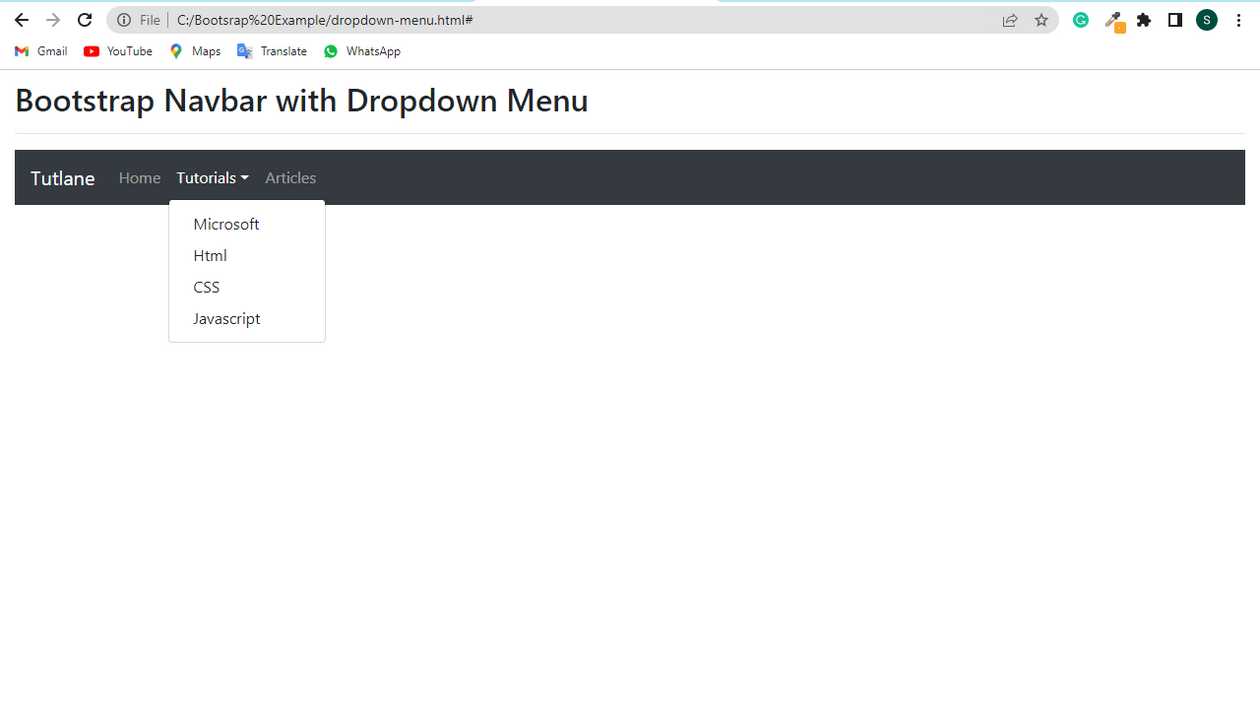 File | C:/Bootsrap%20Example/dropdown-menu.html#
S
Gmail YouTube Maps Translate WhatsApp
Bootstrap Navbar with Dropdown Menu
Tutlane Home Tutorials Articles
Microsoft
Html
CSS
Javascript